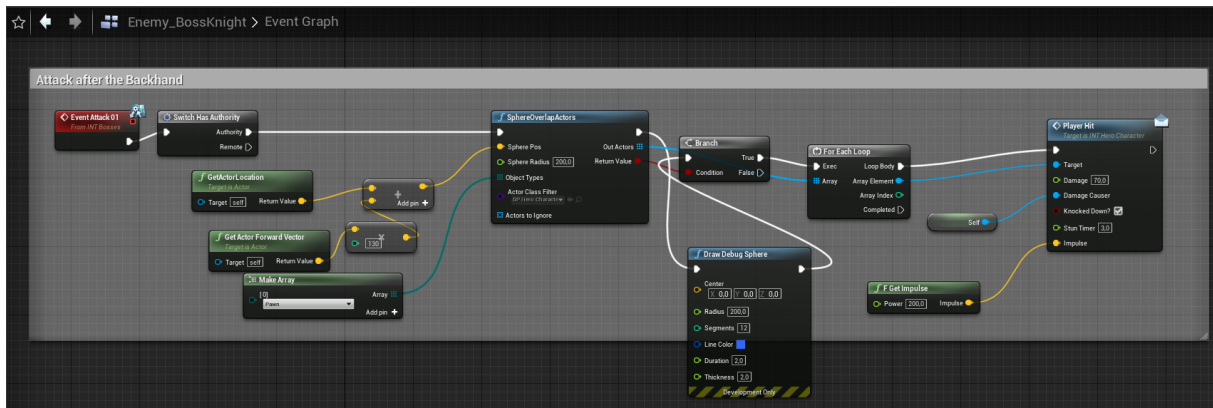 Enemy_BossKnight > Event Graph
Attack after the Backhand
Event Attack 01
From INT Bosses
Switch Has Authority
Authority
Remote
GetActorLocation
Target is Actor
Target self Return Value
+
Add pin +
Get Actor Forward Vector
Target is Actor
Target self Return Value
x
130
Make Array
[0] Array
Pawn
Add pin +
SphereOverlapActors
Sphere Pos Out Actors
Sphere Radius 200,0 Return Value
Object Types
Actor Class Filter
BP Hero Character
Actors to Ignore
Branch
True
Condition False
Draw Debug Sphere
Center
X 0,0 Y 0,0 Z 0,0
Radius 200,0
Segments 12
Line Color
Duration 2,0
Thickness 2,0
Development Only
For Each Loop
Exec Loop Body
Array Array Element
Array Index
Completed
Self
F Get Impulse
Power 200,0 Impulse
Player Hit
Target is INT Hero Character
Target
Damage 70,0
Damage Causer
Knocked Down?
Stun Timer 3,0
Impulse